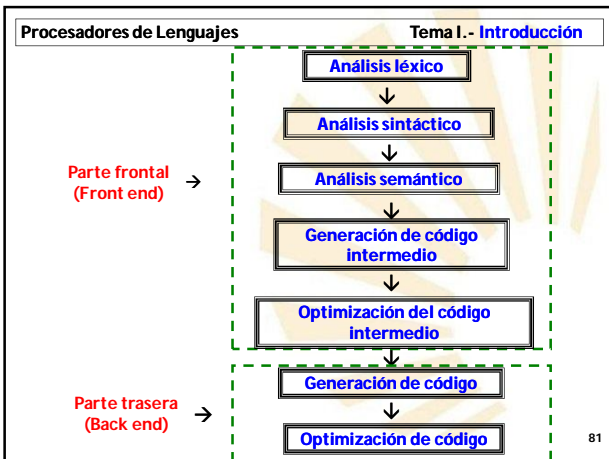 Procesadores de Lenguajes Tema I.- Introducción
Análisis léxico
Análisis sintáctico
Parte frontal
(Front end)
→
Análisis semántico
Generación de código
intermedio
Optimización del código
intermedio
Generación de código
Parte trasera
(Back end)
→
Optimización de código
81